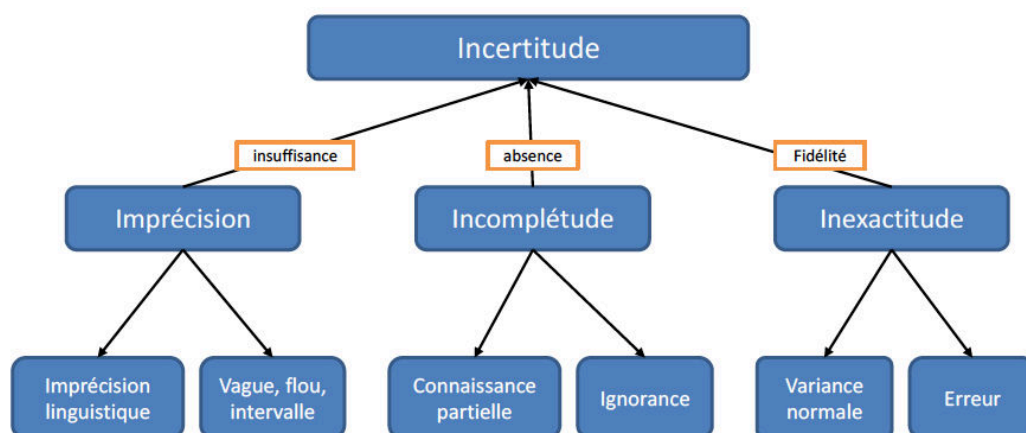 Incertitude
insuffisance
absence
Fidélité
Imprécision
Incomplétude
Inexactitude
Imprécision
linguistique
Vague, flou,
intervalle
Connaissance
partielle
Ignorance
Variance
normale
Erreur